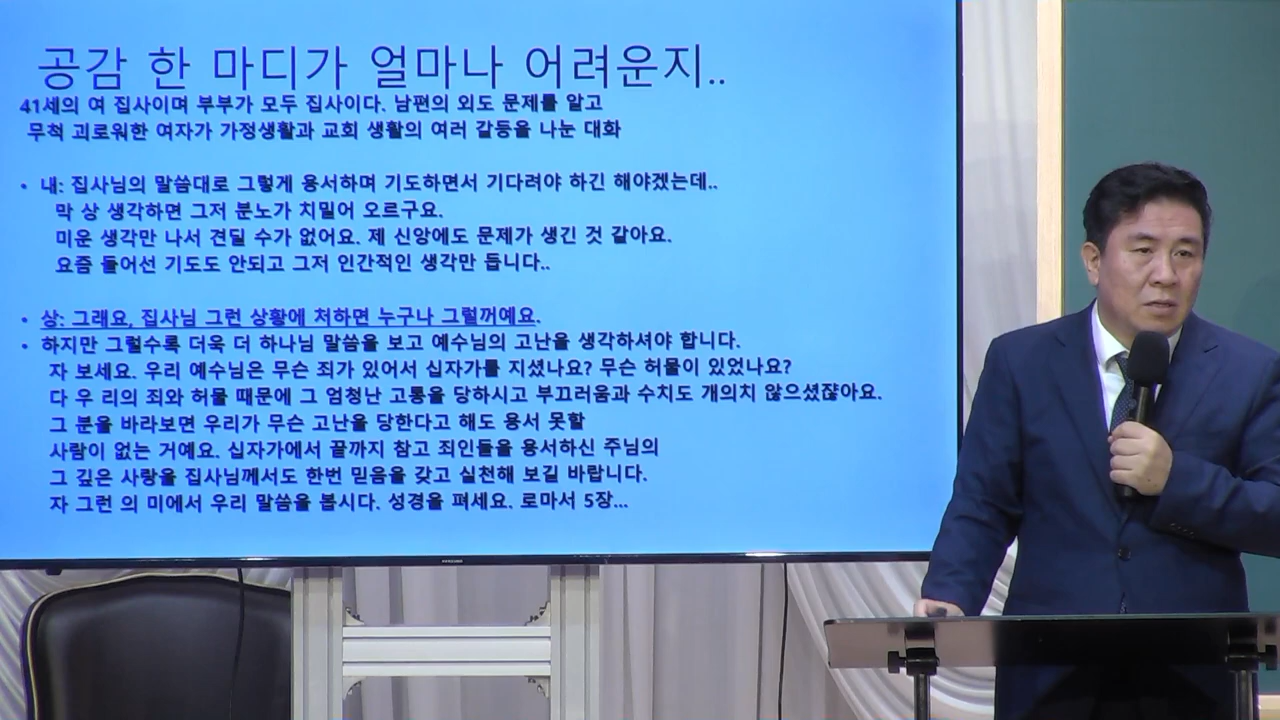 공감 한 마디가 얼마나 어려운지..
41세의 여 집사이며 부부가 모두 집사이다. 남편의 외도 문제를 알고
무척 괴로워한 여자가 가정생활과 교회 생활의 여러 갈등을 나눈 대화
• 내: 집사님의 말씀대로 그렇게 용서하며 기도하면서 기다려야 하긴 해야겠는데..
막 상 생각하면 그저 분노가 치밀어 오르구요.
미운 생각만 나서 견딜 수가 없어요. 제 신앙에도 문제가 생긴 것 같아요.
요즘 들어선 기도도 안되고 그저 인간적인 생각만 듭니다..
• 상: 그래요, 집사님 그런 상황에 처하면 누구나 그럴꺼예요.
• 하지만 그럴수록 더욱 더 하나님 말씀을 보고 예수님의 고난을 생각하셔야 합니다.
자 보세요. 우리 예수님은 무슨 죄가 있어서 십자가를 지셨나요? 무슨 허물이 있었나요?
다 우 리의 죄와 허물 때문에 그 엄청난 고통을 당하시고 부끄러움과 수치도 개의치 않으셨쟎아요.
그 분을 바라보면 우리가 무슨 고난을 당한다고 해도 용서 못할
사람이 없는 거예요. 십자가에서 끝까지 참고 죄인들을 용서하신 주님의
그 깊은 사랑을 집사님께서도 한번 믿음을 갖고 실천해 보길 바랍니다.
자 그런 의 미에서 우리 말씀을 봅시다. 성경을 펴세요. 로마서 5장...